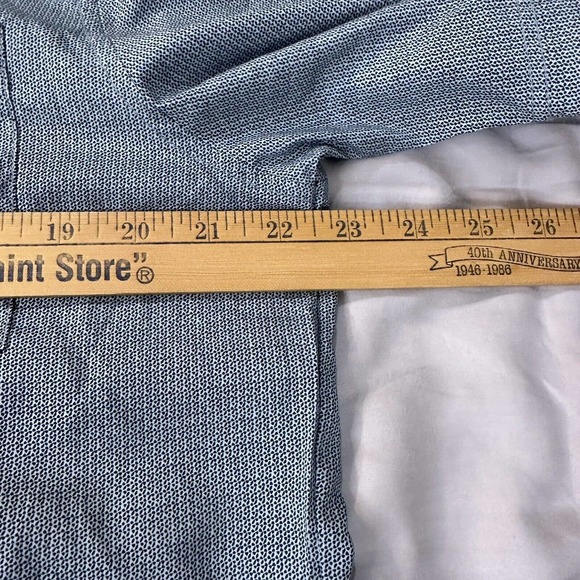 19 20 21 22 23 24 25 26
aint Store”®
40th ANNIVERSARY
1946-1986